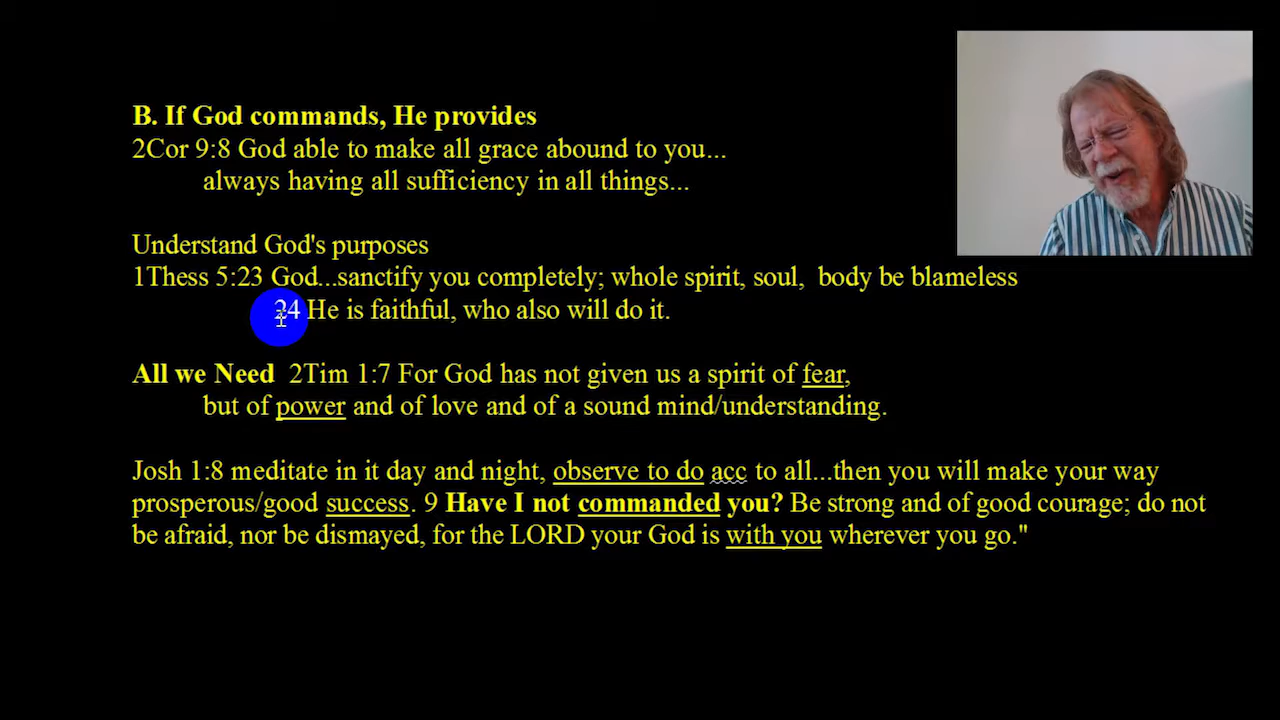 B. If God commands, He provides
2Cor 9:8 God able to make all grace abound to you...
always having all sufficiency in all things...
Understand God's purposes
1Thess 5:23 God...sanctify you completely; whole spirit, soul, body be blameless
24 He is faithful, who also will do it.
All we Need 2Tim 1:7 For God has not given us a spirit of fear,
but of power and of love and of a sound mind/understanding.
Josh 1:8 meditate in it day and night, observe to do acc to all...then you will make your way
prosperous/good success. 9 Have I not commanded you? Be strong and of good courage; do not
be afraid, nor be dismayed, for the LORD your God is with you wherever you go."